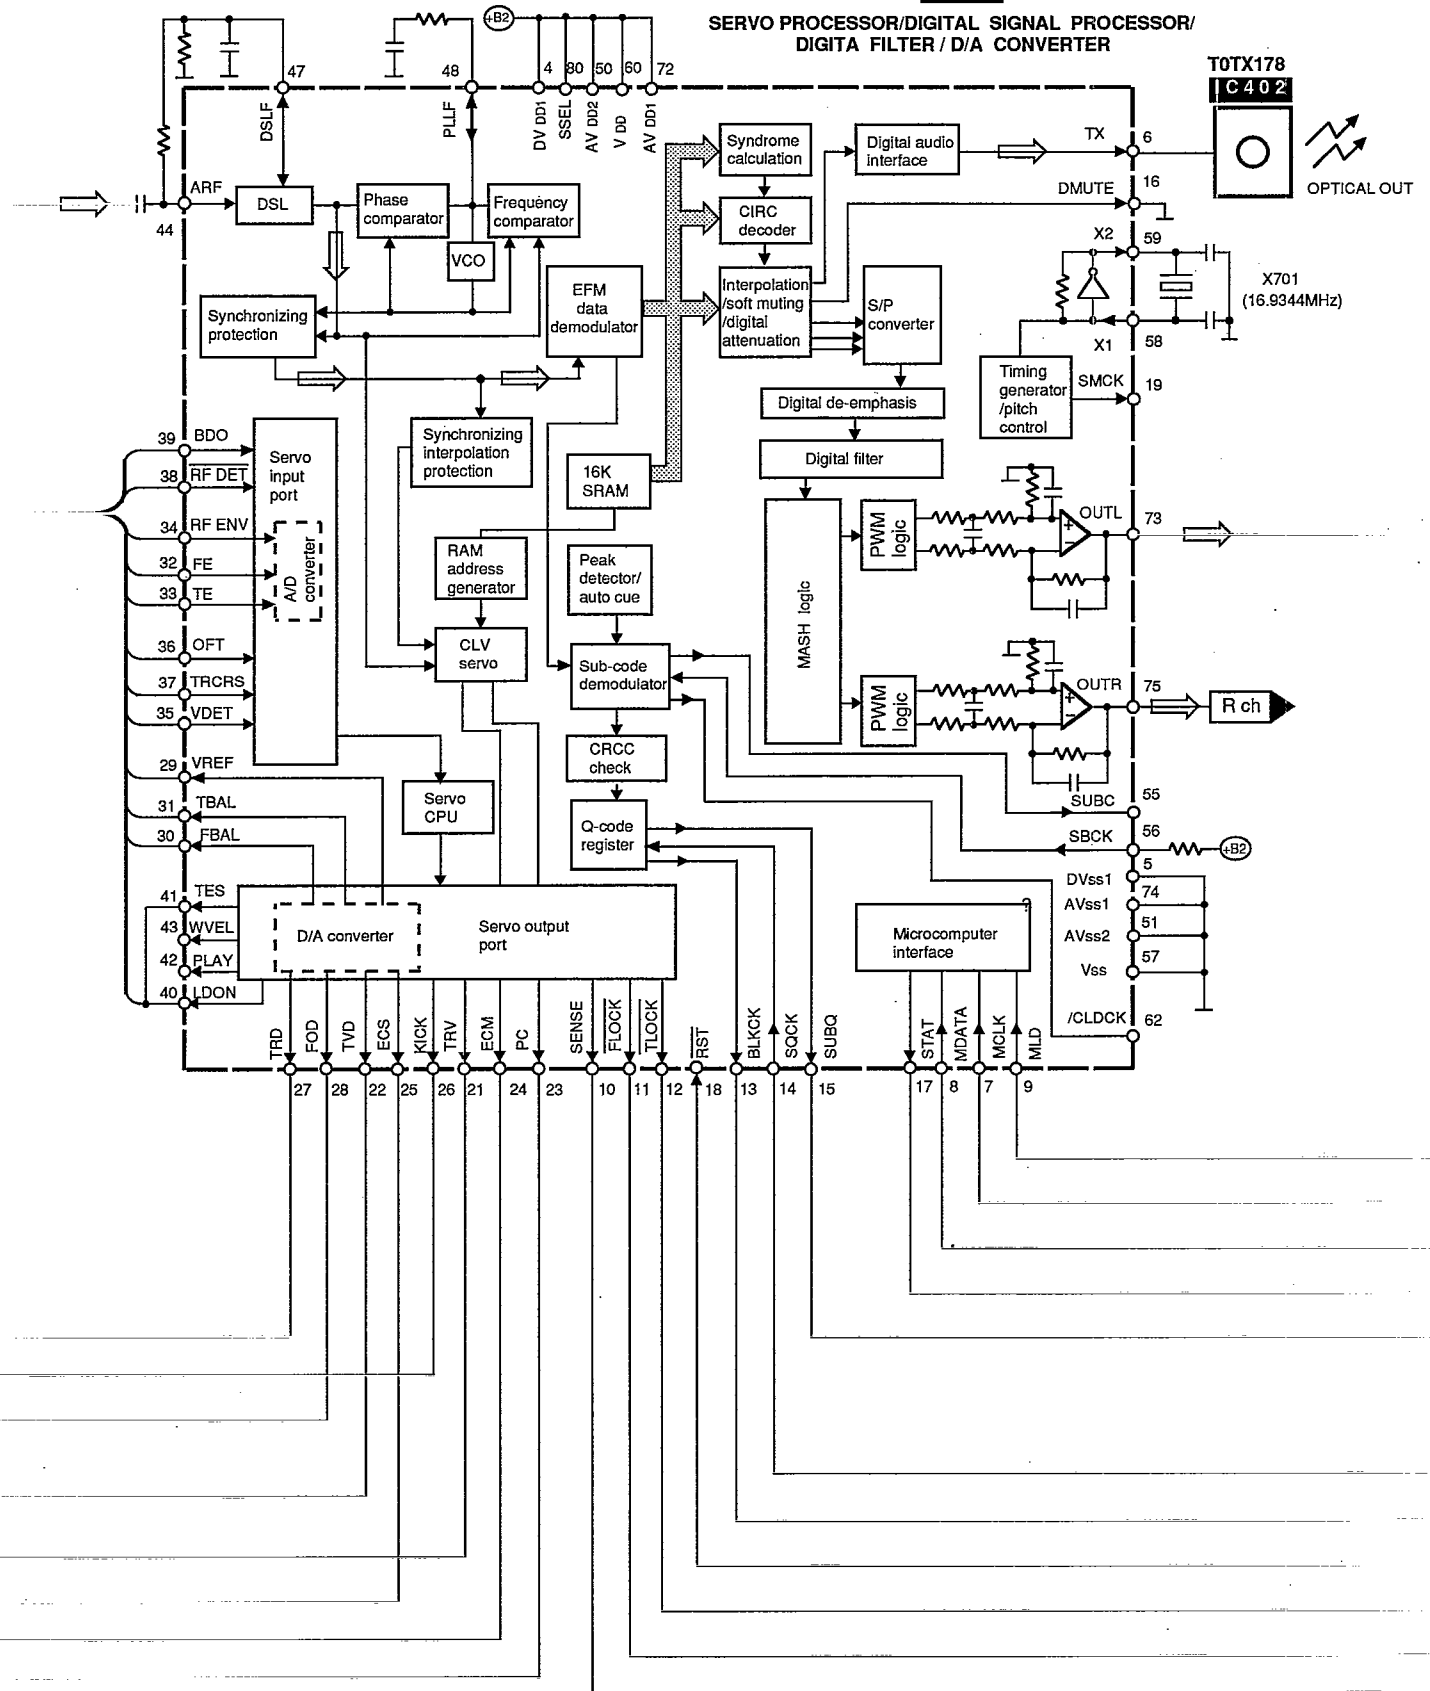 SERVO PROCESSOR/DIGITAL SIGNAL PROCESSOR/
DIGITA FILTER / D/A CONVERTER
T0TX178
IC402
OPTICAL OUT
+B2
47
48
4
80
50
60
72
DSLF
PLLF
DV DD1
SSEL
AV DD2
V DD
AV DD1
ARF
44
DSL
Phase
comparator
Frequency
comparator
VCO
Synchronizing
protection
EFM
data
demodulator
Syndrome
calculation
CIRC
decoder
Interpolation
/soft muting
/digital
attenuation
Digital audio
interface
S/P
converter
TX
6
DMUTE
16
X2
59
X701
(16.9344MHz)
X1
58
Timing
generator
/pitch
control
SMCK
19
Digital de-emphasis
Digital filter
MASH logic
PWM
logic
PWM
logic
+
−
OUTL
73
+
−
OUTR
75
R ch
Synchronizing
interpolation
protection
16K
SRAM
RAM
address
generator
Peak
detector/
auto cue
CLV
servo
Sub-code
demodulator
CRCC
check
Q-code
register
Servo
input
port
A/D
converter
39 BDO
38 RF DET
34 RF ENV
32 FE
33 TE
36 OFT
37 TRCRS
35 VDET
29 VREF
31 TBAL
30 FBAL
41 TES
43 WVEL
42 PLAY
40 LDON
Servo
CPU
D/A converter
Servo output
port
Microcomputer
interface
?
SUBC
55
SBCK
56
+B2
5
DVss1
74
AVss1
51
AVss2
57
Vss
/CLDCK
62
TRD
FOD
TVD
ECS
KICK
TRV
ECM
PC
SENSE
FLOCK
TLOCK
RST
BLKCK
SQCK
SUBQ
STAT
MDATA
MCLK
MLD
27
28
22
25
26
21
24
23
10
11
12
18
13
14
15
17
8
7
9